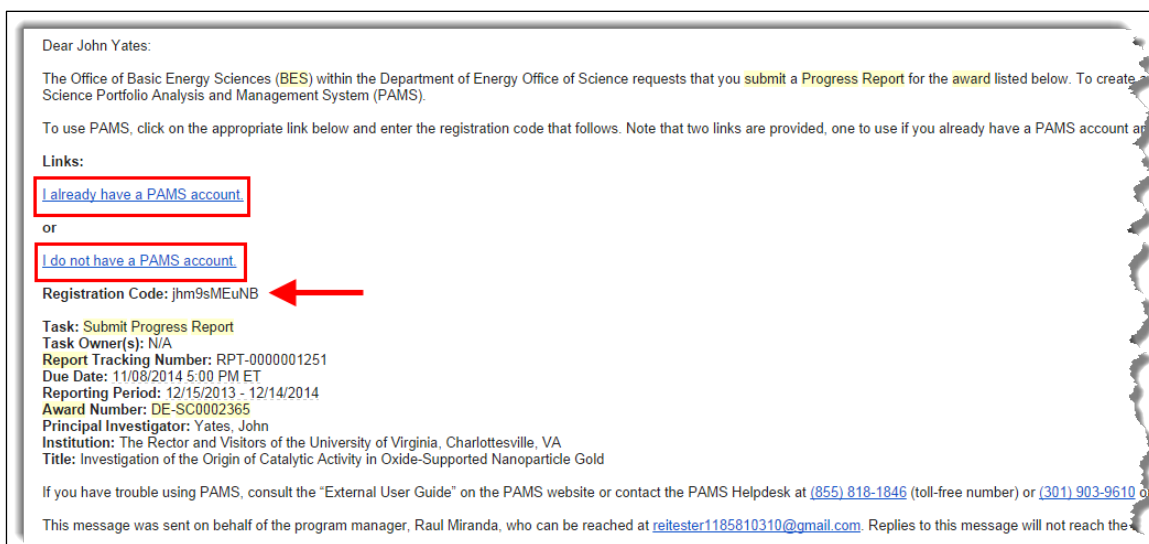 Dear John Yates:
The Office of Basic Energy Sciences (BES) within the Department of Energy Office of Science requests that you submit a Progress Report for the award listed below. To create
Science Portfolio Analysis and Management System (PAMS).
To use PAMS, click on the appropriate link below and enter the registration code that follows. Note that two links are provided, one to use if you already have a PAMS account
Links:
I already have a PAMS account.
or
I do not have a PAMS account.
Registration Code: jhm9sMEuNB
Task: Submit Progress Report
Task Owner(s): N/A
Report Tracking Number: RPT-0000001251
Due Date: 11/08/2014 5:00 PM ET
Reporting Period: 12/15/2013 - 12/14/2014
Award Number: DE-SC0002365
Principal Investigator: Yates, John
Institution: The Rector and Visitors of the University of Virginia, Charlottesville, VA
Title: Investigation of the Origin of Catalytic Activity in Oxide-Supported Nanoparticle Gold
If you have trouble using PAMS, consult the “External User Guide” on the PAMS website or contact the PAMS Helpdesk at (855) 818-1846 (toll-free number) or (301) 903-9610
This message was sent on behalf of the program manager, Raul Miranda, who can be reached at reitester1185810310@gmail.com. Replies to this message will not reach the